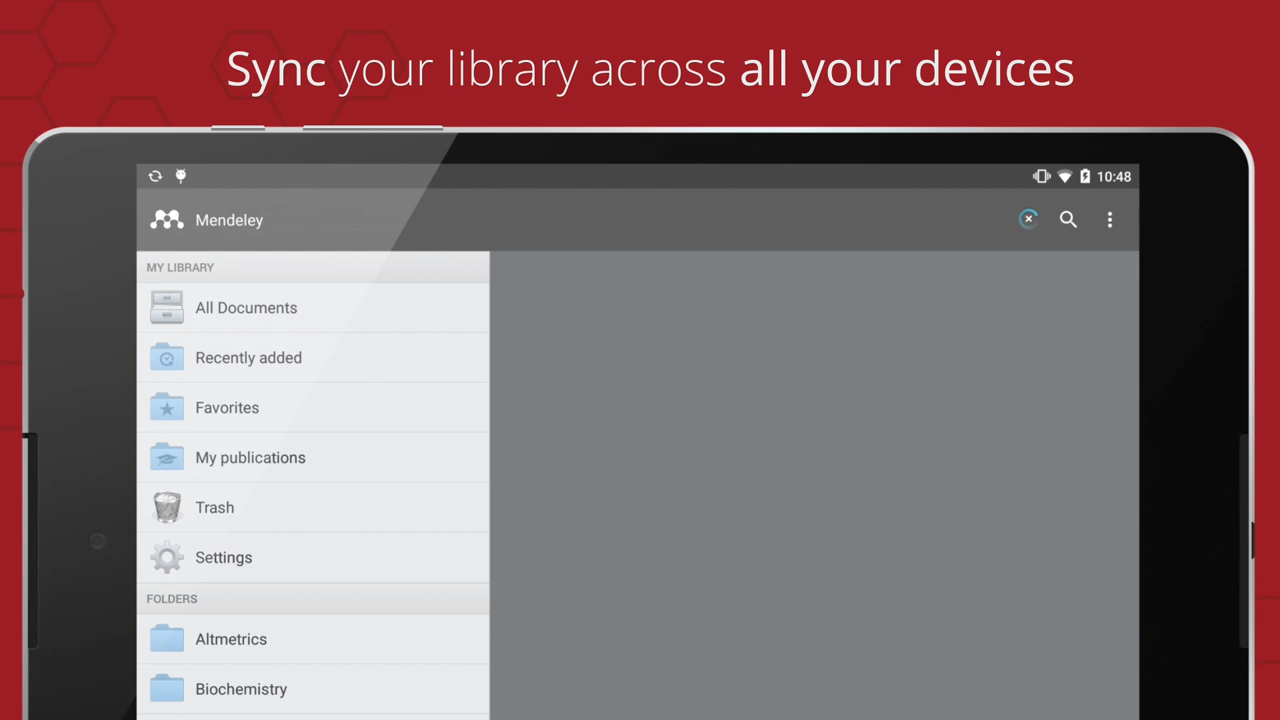 Sync your library across all your devices
10:48
Mendeley
MY LIBRARY
All Documents
Recently added
Favorites
My publications
Trash
Settings
FOLDERS
Altmetrics
Biochemistry